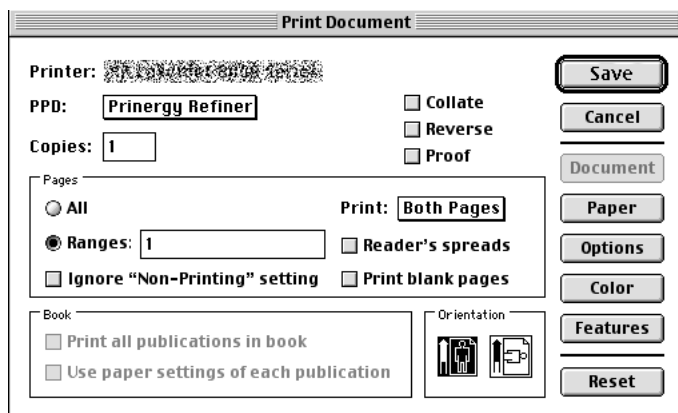 Print Document
Printer:
PPD: Prinergy Refiner
Copies: 1
Collate
Reverse
Proof
Pages
All
Print: Both Pages
Ranges: 1
Reader's spreads
Ignore “Non-Printing” setting
Print blank pages
Book
Print all publications in book
Use paper settings of each publication
Orientation
Save
Cancel
Document
Paper
Options
Color
Features
Reset